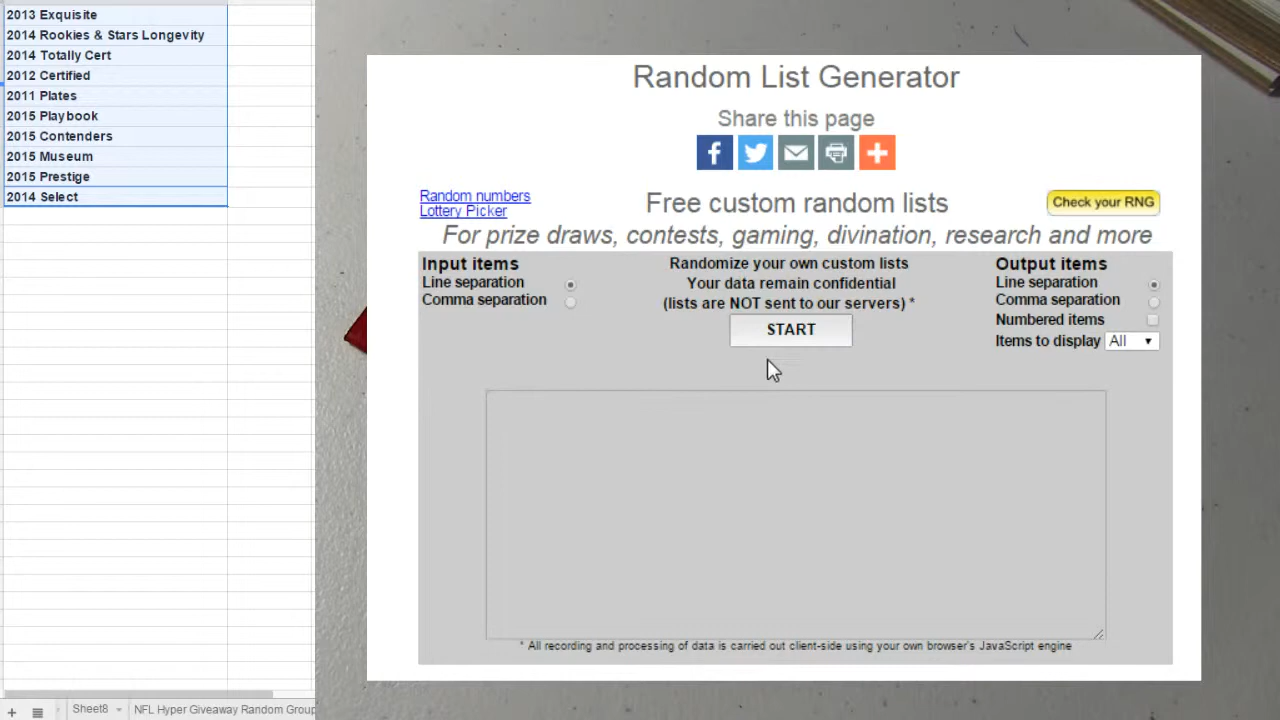 2013 Exquisite
2014 Rookies & Stars Longevity
2014 Totally Cert
2012 Certified
2011 Plates
2015 Playbook
2015 Contenders
2015 Museum
2015 Prestige
2014 Select
Sheet8
NFL Hyper Giveaway Random Group
Random List Generator
Share this page
Random numbers
Lottery Picker
Free custom random lists
Check your RNG
For prize draws, contests, gaming, divination, research and more
Input items
Line separation
Comma separation
Randomize your own custom lists
Your data remain confidential
(lists are NOT sent to our servers) *
START
Output items
Line separation
Comma separation
Numbered items
Items to display All
* All recording and processing of data is carried out client-side using your own browser's JavaScript engine